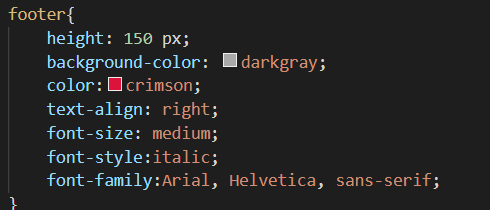 footer{
    height: 150 px;
    background-color: darkgray;
    color:crimson;
    text-align: right;
    font-size: medium;
    font-style:italic;
    font-family:Arial, Helvetica, sans-serif;
}